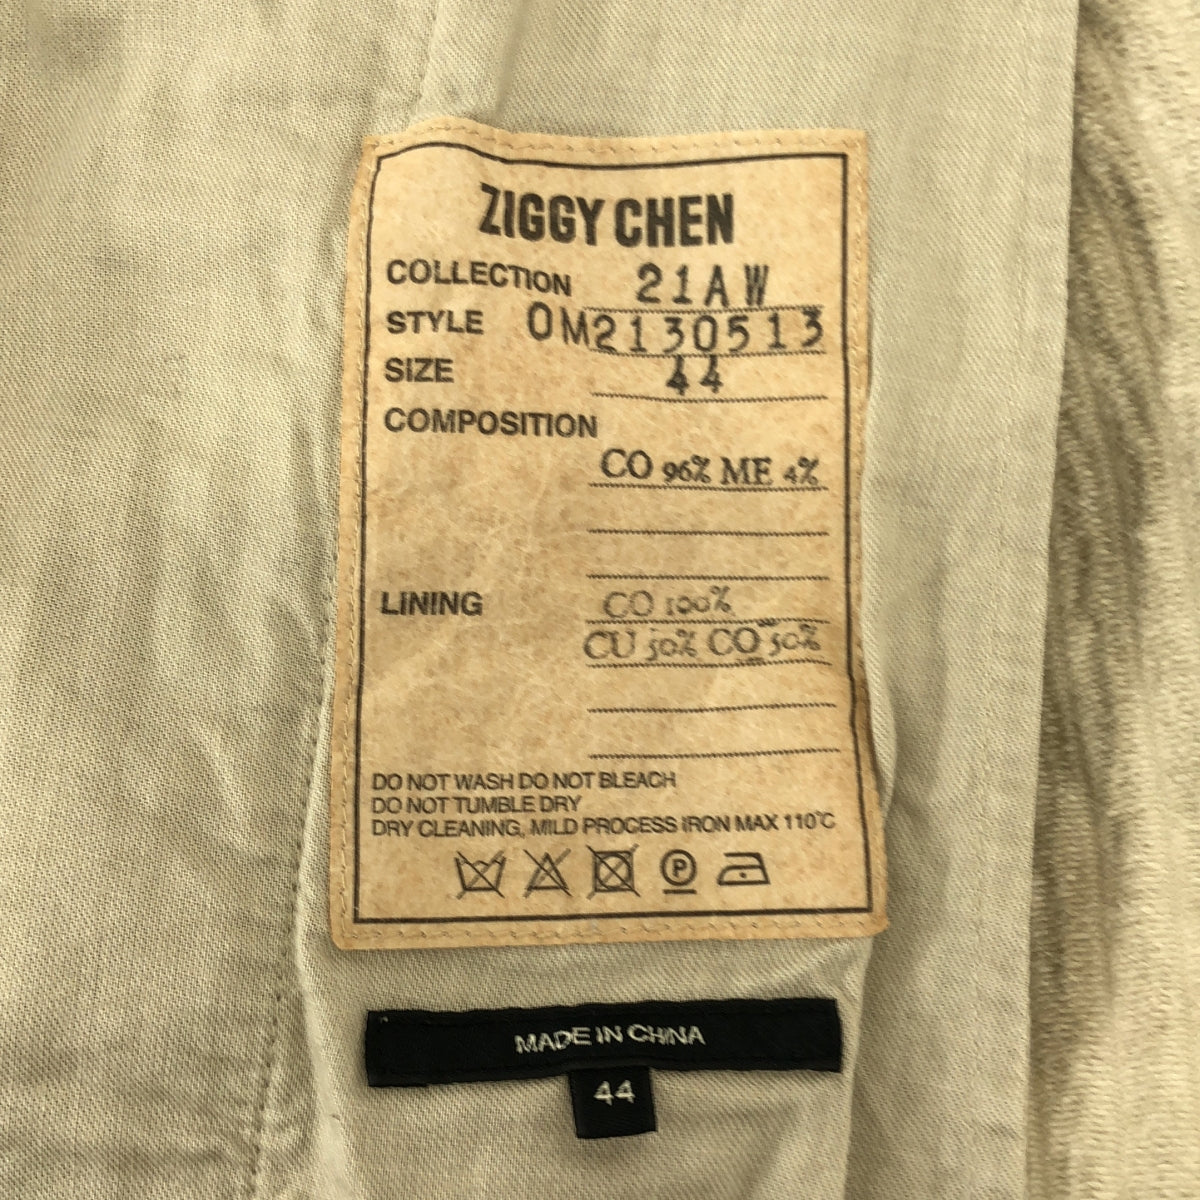 ZIGGY CHEN
COLLECTION 21AW
STYLE 0M2130513
SIZE 44
COMPOSITION
CO 96% ME 4%
LINING CO 100%
CU 50% CO 50%
DO NOT WASH DO NOT BLEACH
DO NOT TUMBLE DRY
DRY CLEANING, MILD PROCESS IRON MAX 110°C
P
MADE IN CHINA
44